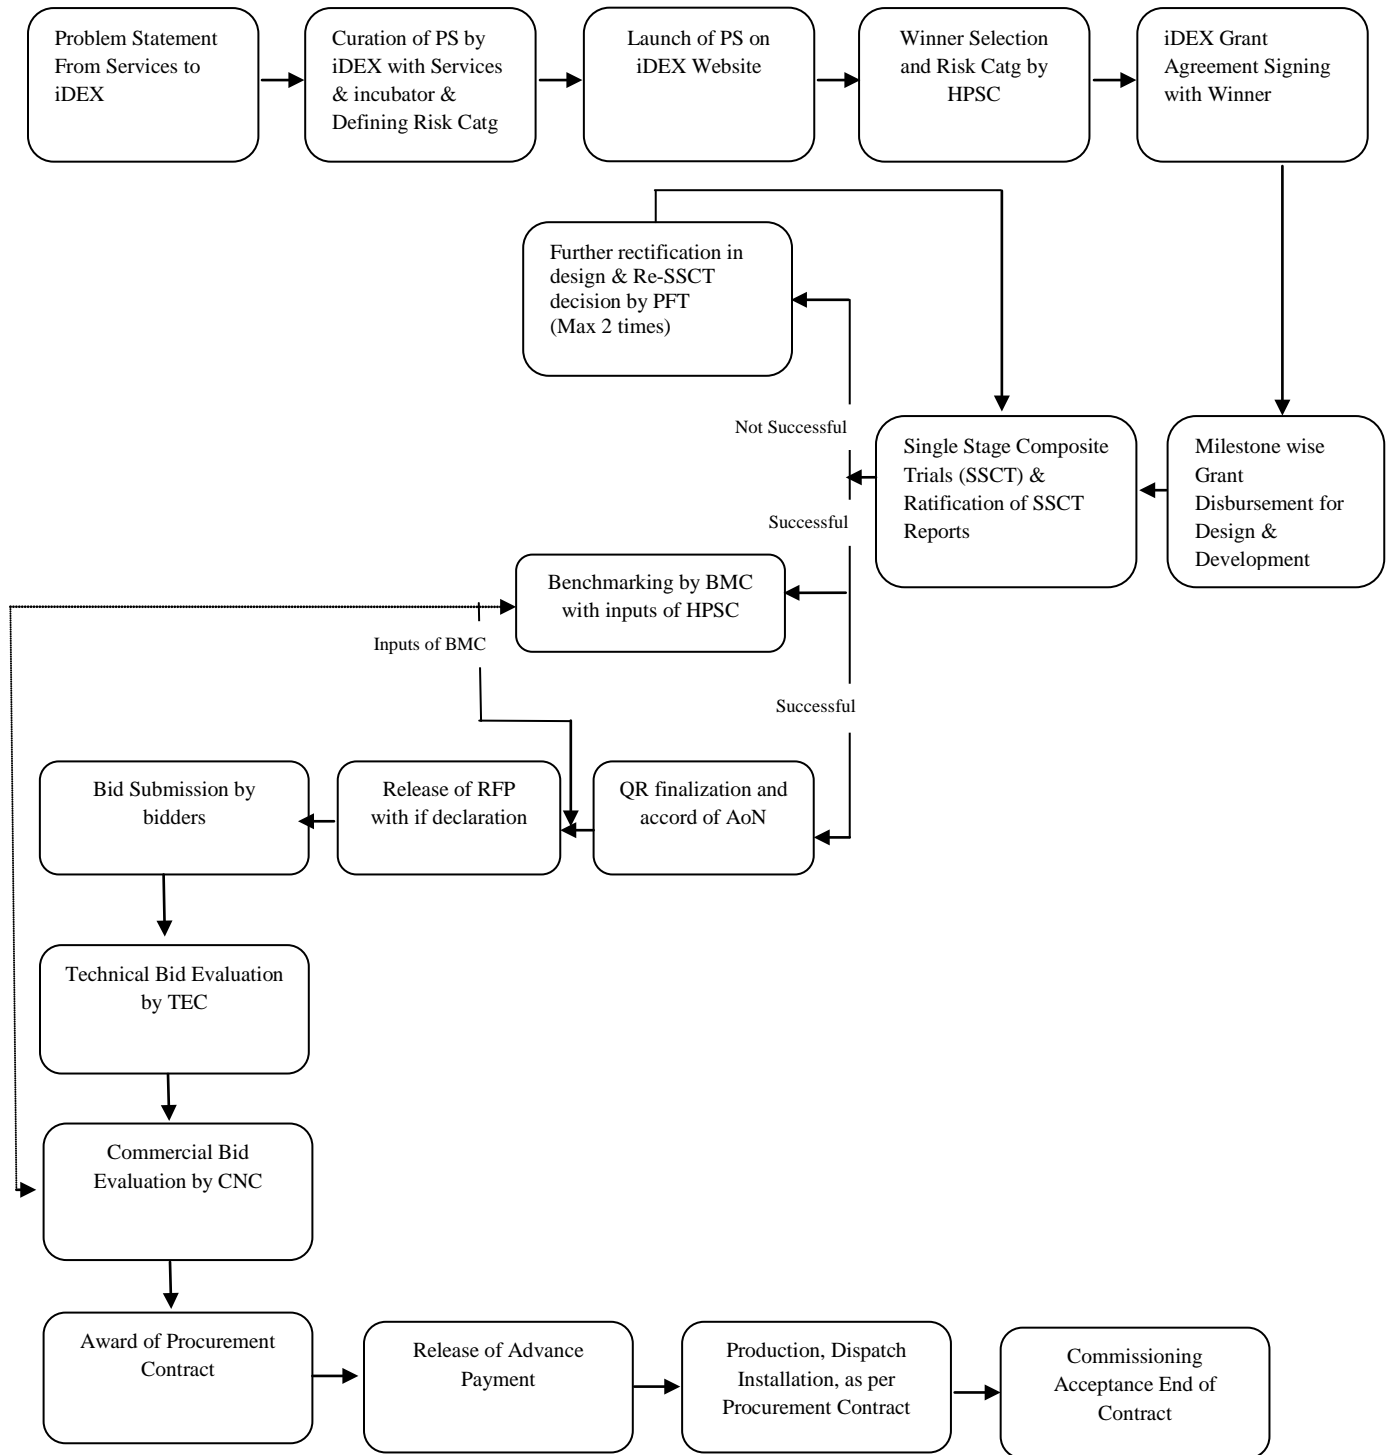 Problem Statement
From Services to
iDEX
Curation of PS by
iDEX with Services
& incubator &
Defining Risk Catg
Launch of PS on
iDEX Website
Winner Selection
and Risk Catg by
HPSC
iDEX Grant
Agreement Signing
with Winner
Further rectification in
design & Re-SSCT
decision by PFT
(Max 2 times)
Not Successful
Single Stage Composite
Trials (SSCT) &
Ratification of SSCT
Reports
Milestone wise
Grant
Disbursement for
Design &
Development
Successful
Benchmarking by BMC
with inputs of HPSC
Inputs of BMC
Successful
Bid Submission by
bidders
Release of RFP
with if declaration
QR finalization and
accord of AoN
Technical Bid Evaluation
by TEC
Commercial Bid
Evaluation by CNC
Award of Procurement
Contract
Release of Advance
Payment
Production, Dispatch
Installation, as per
Procurement Contract
Commissioning
Acceptance End of
Contract